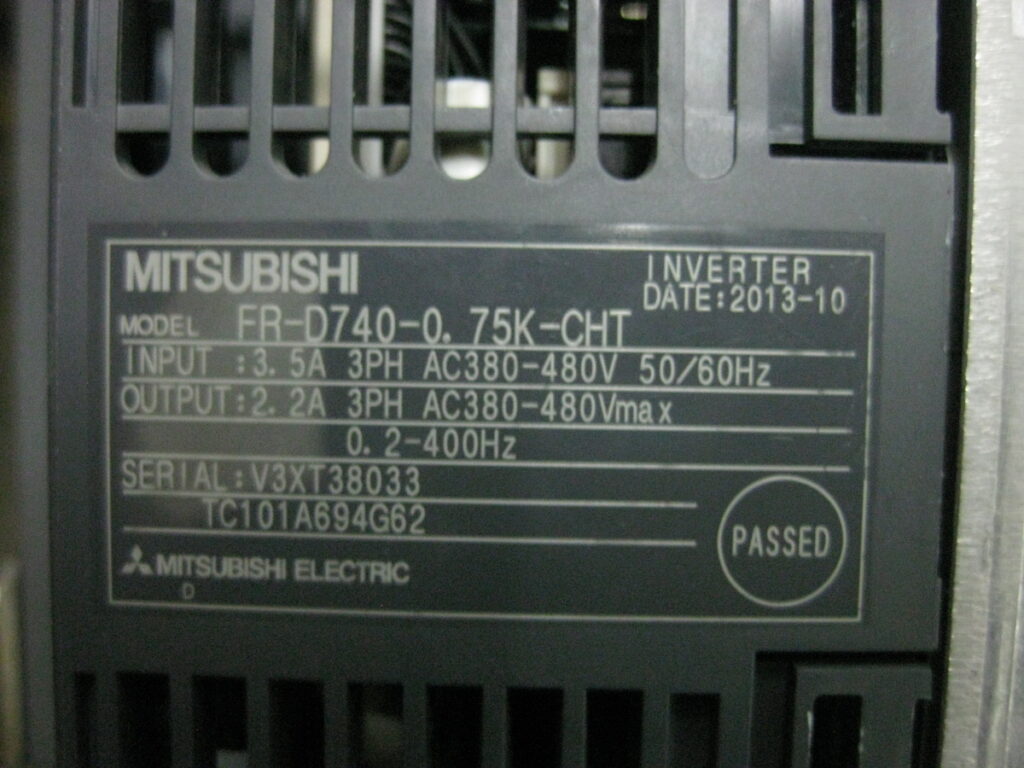 MITSUBISHI
INVERTER
DATE:2013-10
MODEL FR-D740-0.75K-CHT
INPUT :3.5A 3PH AC380-480V 50/60Hz
OUTPUT:2.2A 3PH AC380-480Vmax
0.2-400Hz
SERIAL:V3XT38033
TC101A694G62
PASSED
MITSUBISHI ELECTRIC
D